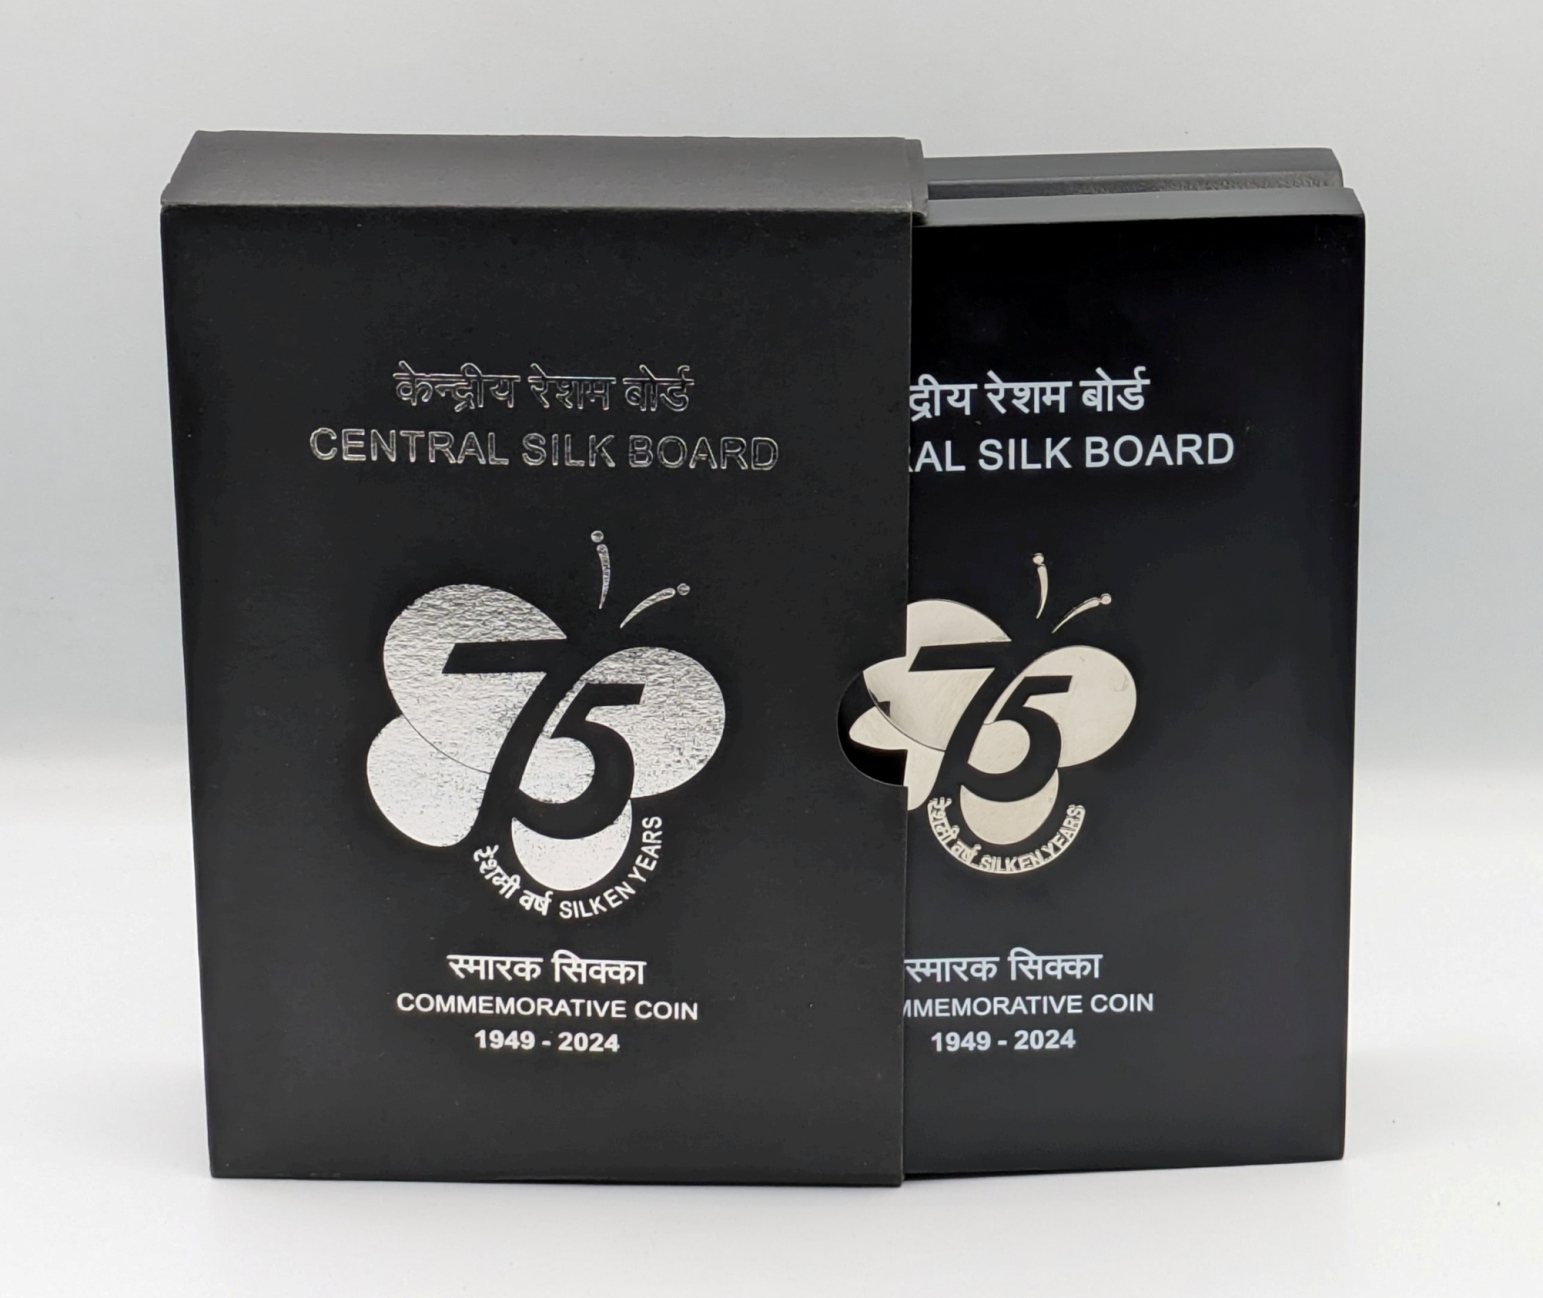 केन्द्रीय रेशम बोर्ड
CENTRAL SILK BOARD
75
रेशमी वर्ष SILKEN YEARS
स्मारक सिक्का
COMMEMORATIVE COIN
1949 - 2024
द्रीय रेशम बोर्ड
RAL SILK BOARD
75
रेशमी वर्ष SILKEN YEARS
स्मारक सिक्का
MMEMORATIVE COIN
1949 - 2024